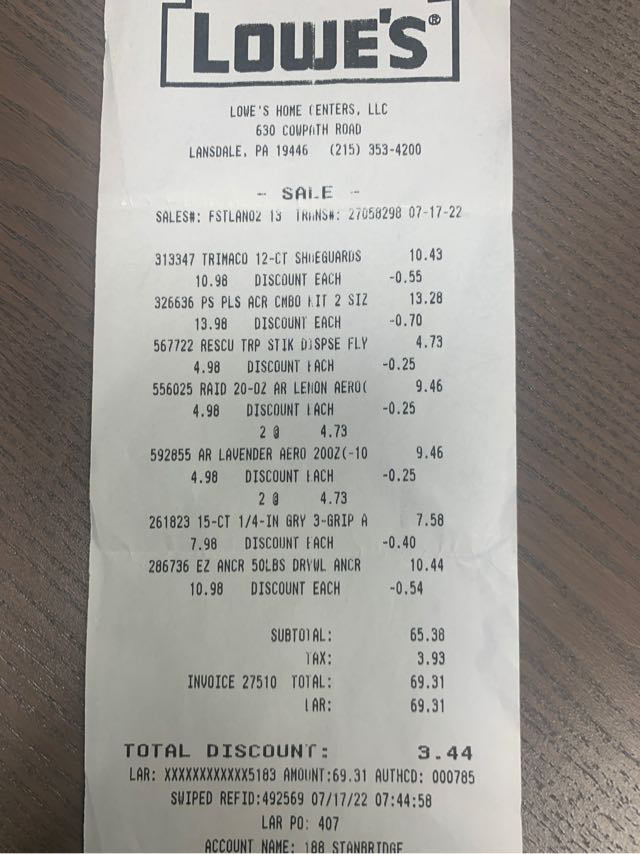 LOWE'S®
LOWE'S HOME CENTERS, LLC
630 COWPATH ROAD
LANSDALE, PA 19446 (215) 353-4200
- SALE -
SALES#: FSTLAN02 13 TRANS#: 27058298 07-17-22
313347 TRIMACO 12-CT SHOEGUARDS 10.43
10.98 DISCOUNT EACH -0.55
326636 PS PLS ACR CMBO KIT 2 SIZ 13.28
13.98 DISCOUNT EACH -0.70
567722 RESCU TRP STIK DISPSE FLY 4.73
4.98 DISCOUNT EACH -0.25
556025 RAID 20-OZ AR LEMON AERO( 9.46
4.98 DISCOUNT EACH -0.25
2 @ 4.73
592855 AR LAVENDER AERO 20OZ(-10 9.46
4.98 DISCOUNT EACH -0.25
2 @ 4.73
261823 15-CT 1/4-IN GRY 3-GRIP A 7.58
7.98 DISCOUNT EACH -0.40
286736 EZ ANCR 50LBS DRYWL ANCR 10.44
10.98 DISCOUNT EACH -0.54
SUBTOTAL: 65.38
TAX: 3.93
INVOICE 27510 TOTAL: 69.31
LAR: 69.31
TOTAL DISCOUNT: 3.44
LAR: XXXXXXXXXXXX5183 AMOUNT:69.31 AUTHCD: 000785
SWIPED REFID:492569 07/17/22 07:44:58
LAR PO: 407
ACCOUNT NAME: 188 STANBRIDGE